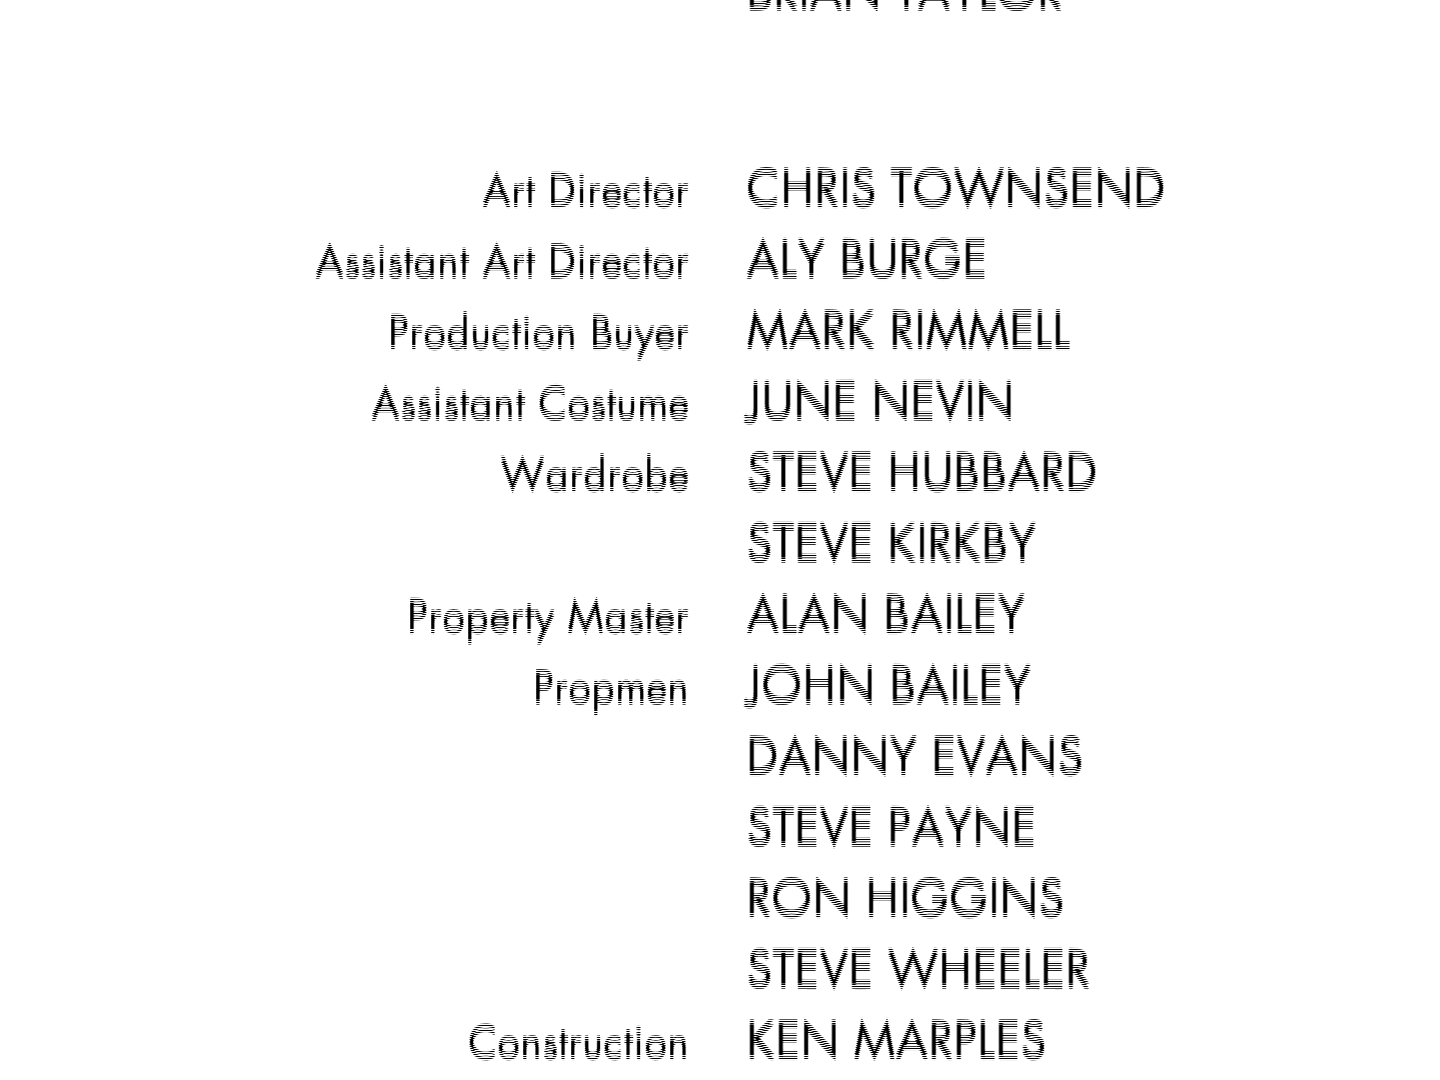 BRIAN TAYLOR
Art Director CHRIS TOWNSEND
Assistant Art Director ALY BURGE
Production Buyer MARK RIMMELL
Assistant Costume JUNE NEVIN
Wardrobe STEVE HUBBARD
STEVE KIRKBY
Property Master ALAN BAILEY
Propmen JOHN BAILEY
DANNY EVANS
STEVE PAYNE
RON HIGGINS
STEVE WHEELER
Construction KEN MARPLES